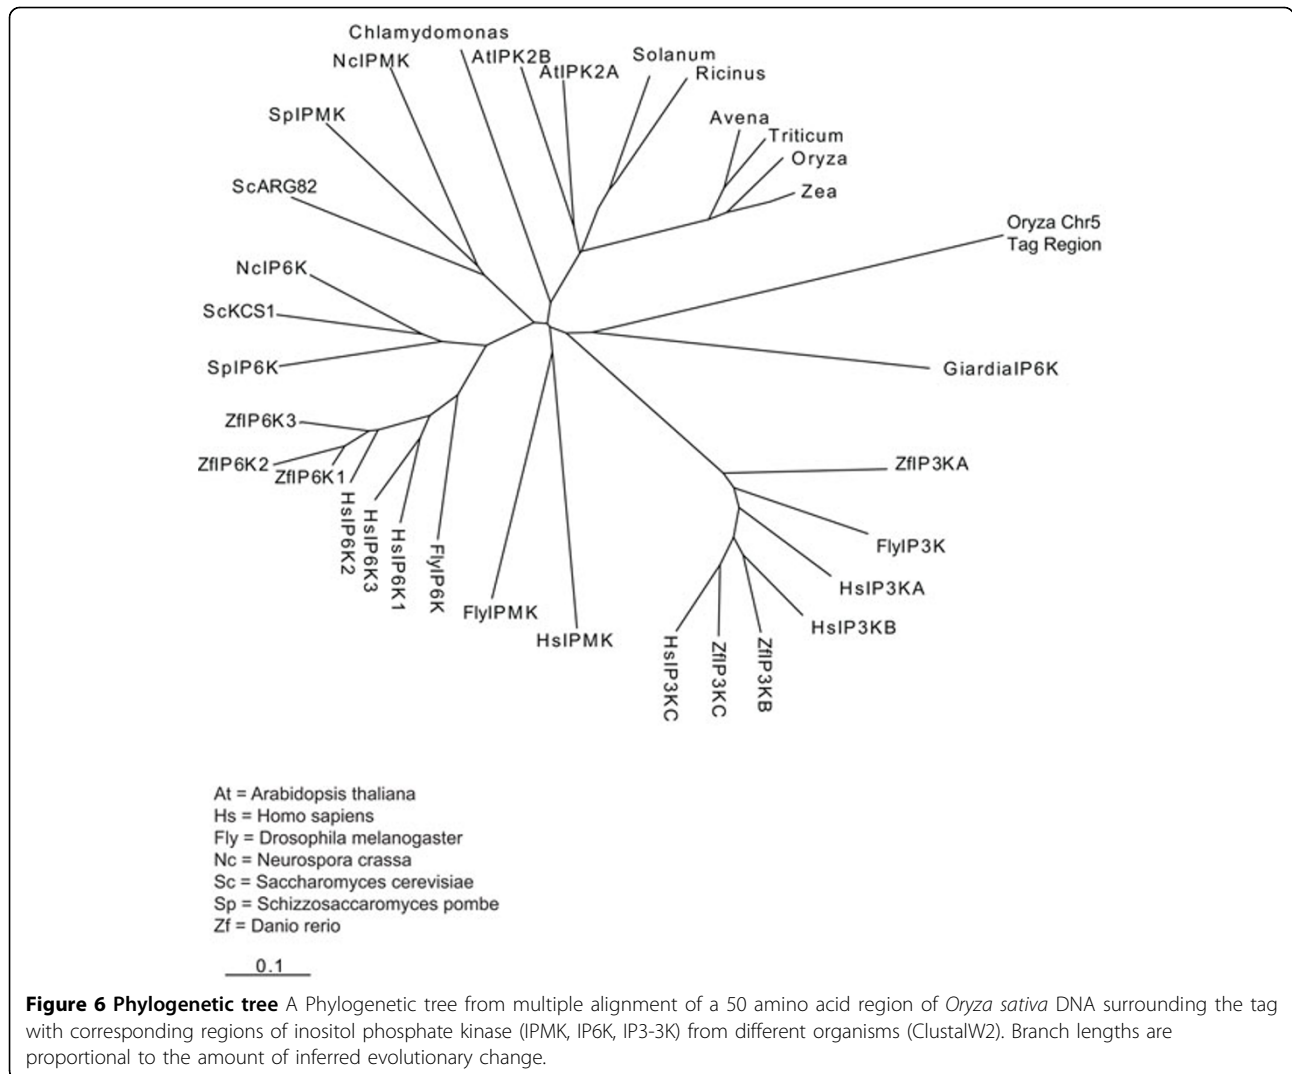 Chlamydomonas
NcIPMK
AtIPK2B
AtIPK2A
Solanum
Ricinus
SpIPMK
Avena
Triticum
Oryza
ScARG82
Zea
Oryza Chr5
Tag Region
NcIP6K
ScKCS1
SpIP6K
GiardiaIP6K
ZfIP6K3
ZfIP6K2
ZfIP6K1
HsIP6K2
HsIP6K3
HsIP6K1
FlyIP6K
FlyIPMK
HsIPMK
ZfIP3KA
FlyIP3K
HsIP3KA
HsIP3KB
HsIP3KC
ZfIP3KC
ZfIP3KB
At = Arabidopsis thaliana
Hs = Homo sapiens
Fly = Drosophila melanogaster
Nc = Neurospora crassa
Sc = Saccharomyces cerevisiae
Sp = Schizzosaccaromyces pombe
Zf = Danio rerio
0.1
Figure 6 Phylogenetic tree A Phylogenetic tree from multiple alignment of a 50 amino acid region of Oryza sativa DNA surrounding the tag
with corresponding regions of inositol phosphate kinase (IPMK, IP6K, IP3-3K) from different organisms (ClustalW2). Branch lengths are
proportional to the amount of inferred evolutionary change.